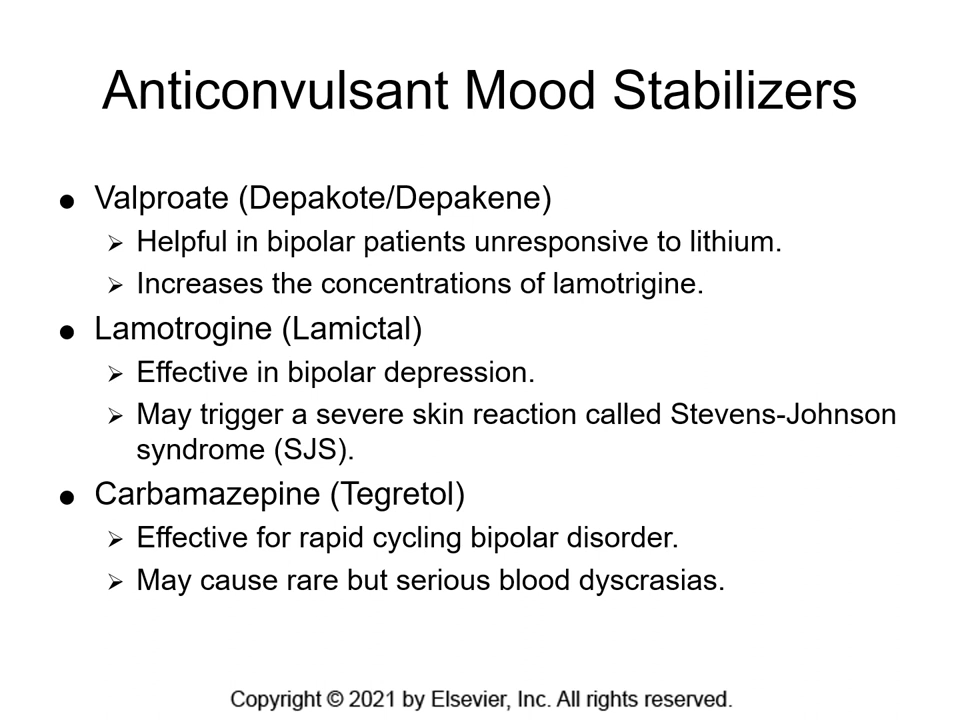 Anticonvulsant Mood Stabilizers
● Valproate (Depakote/Depakene)
➢ Helpful in bipolar patients unresponsive to lithium.
➢ Increases the concentrations of lamotrigine.
● Lamotrogine (Lamictal)
➢ Effective in bipolar depression.
➢ May trigger a severe skin reaction called Stevens-Johnson
syndrome (SJS).
● Carbamazepine (Tegretol)
➢ Effective for rapid cycling bipolar disorder.
➢ May cause rare but serious blood dyscrasias.
Copyright © 2021 by Elsevier, Inc. All rights reserved.